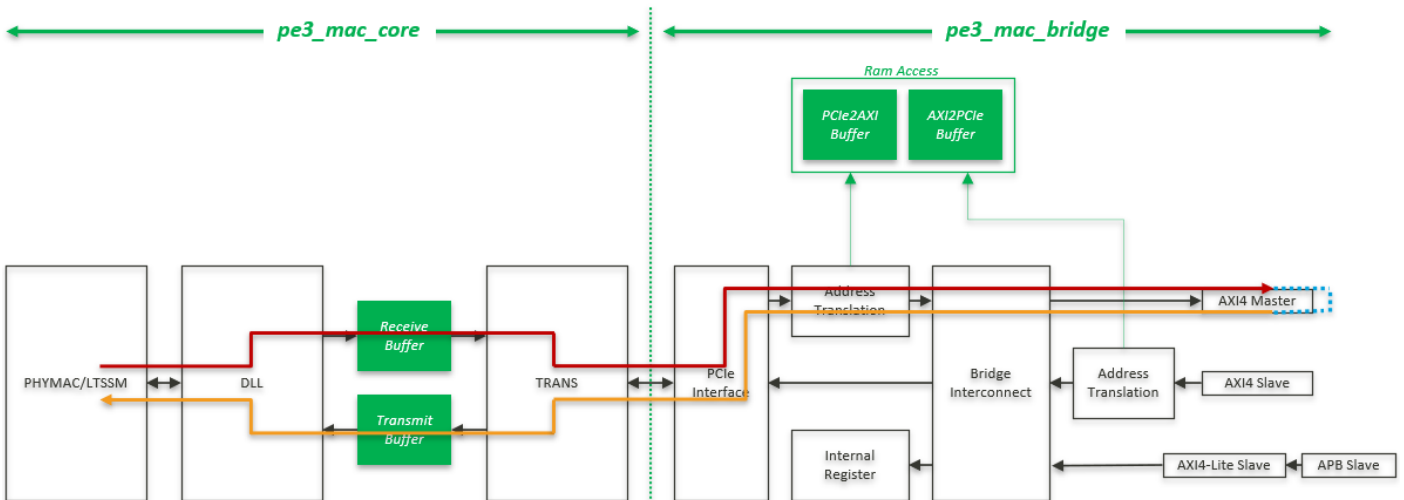 pe3_mac_core
pe3_mac_bridge
Ram Access
PCIe2AXI
Buffer
AXI2PCIe
Buffer
PHYMAC/LTSSM
DLL
Receive
Buffer
Transmit
Buffer
TRANS
PCIe
Interface
Address
Translation
Internal
Register
Bridge
Interconnect
AXI4 Master
Address
Translation
AXI4 Slave
AXI4-Lite Slave
APB Slave